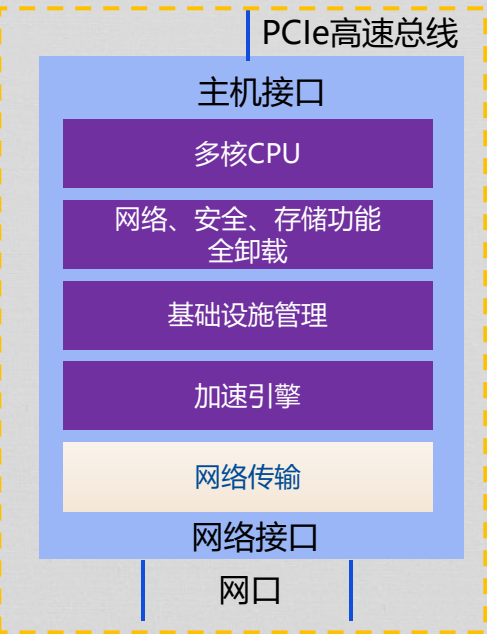 PCIe高速总线
主机接口
多核CPU
网络、安全、存储功能
全卸载
基础设施管理
加速引擎
网络传输
网络接口
网口